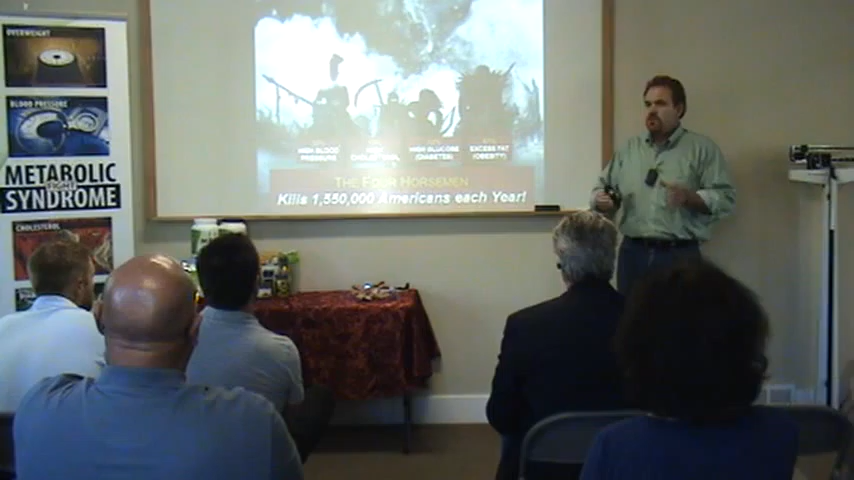 OVERWEIGHT
BLOOD PRESSURE
METABOLIC
FIGHT
SYNDROME
CHOLESTEROL
HIGH BLOOD
PRESSURE
HIGH GLUCOSE
(DIABETES)
EXCESS FAT
(OBESITY)
THE FOUR HORSEMEN
Kills 1,550,000 Americans each Year!